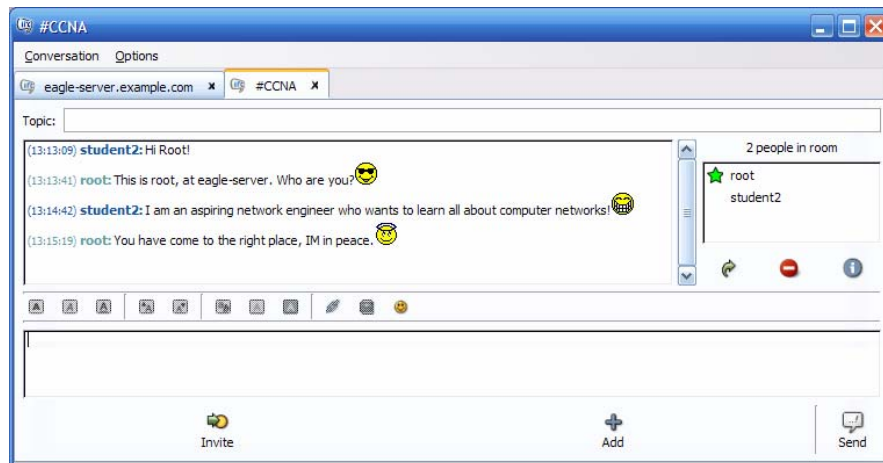 #CCNA
Conversation Options
eagle-server.example.com x #CCNA x
Topic:
(13:13:09) student2: Hi Root!
(13:13:41) root: This is root, at eagle-server. Who are you?
(13:14:42) student2: I am an aspiring network engineer who wants to learn all about computer networks!
(13:15:19) root: You have come to the right place, IM in peace.
2 people in room
root
student2
Invite
Add
Send